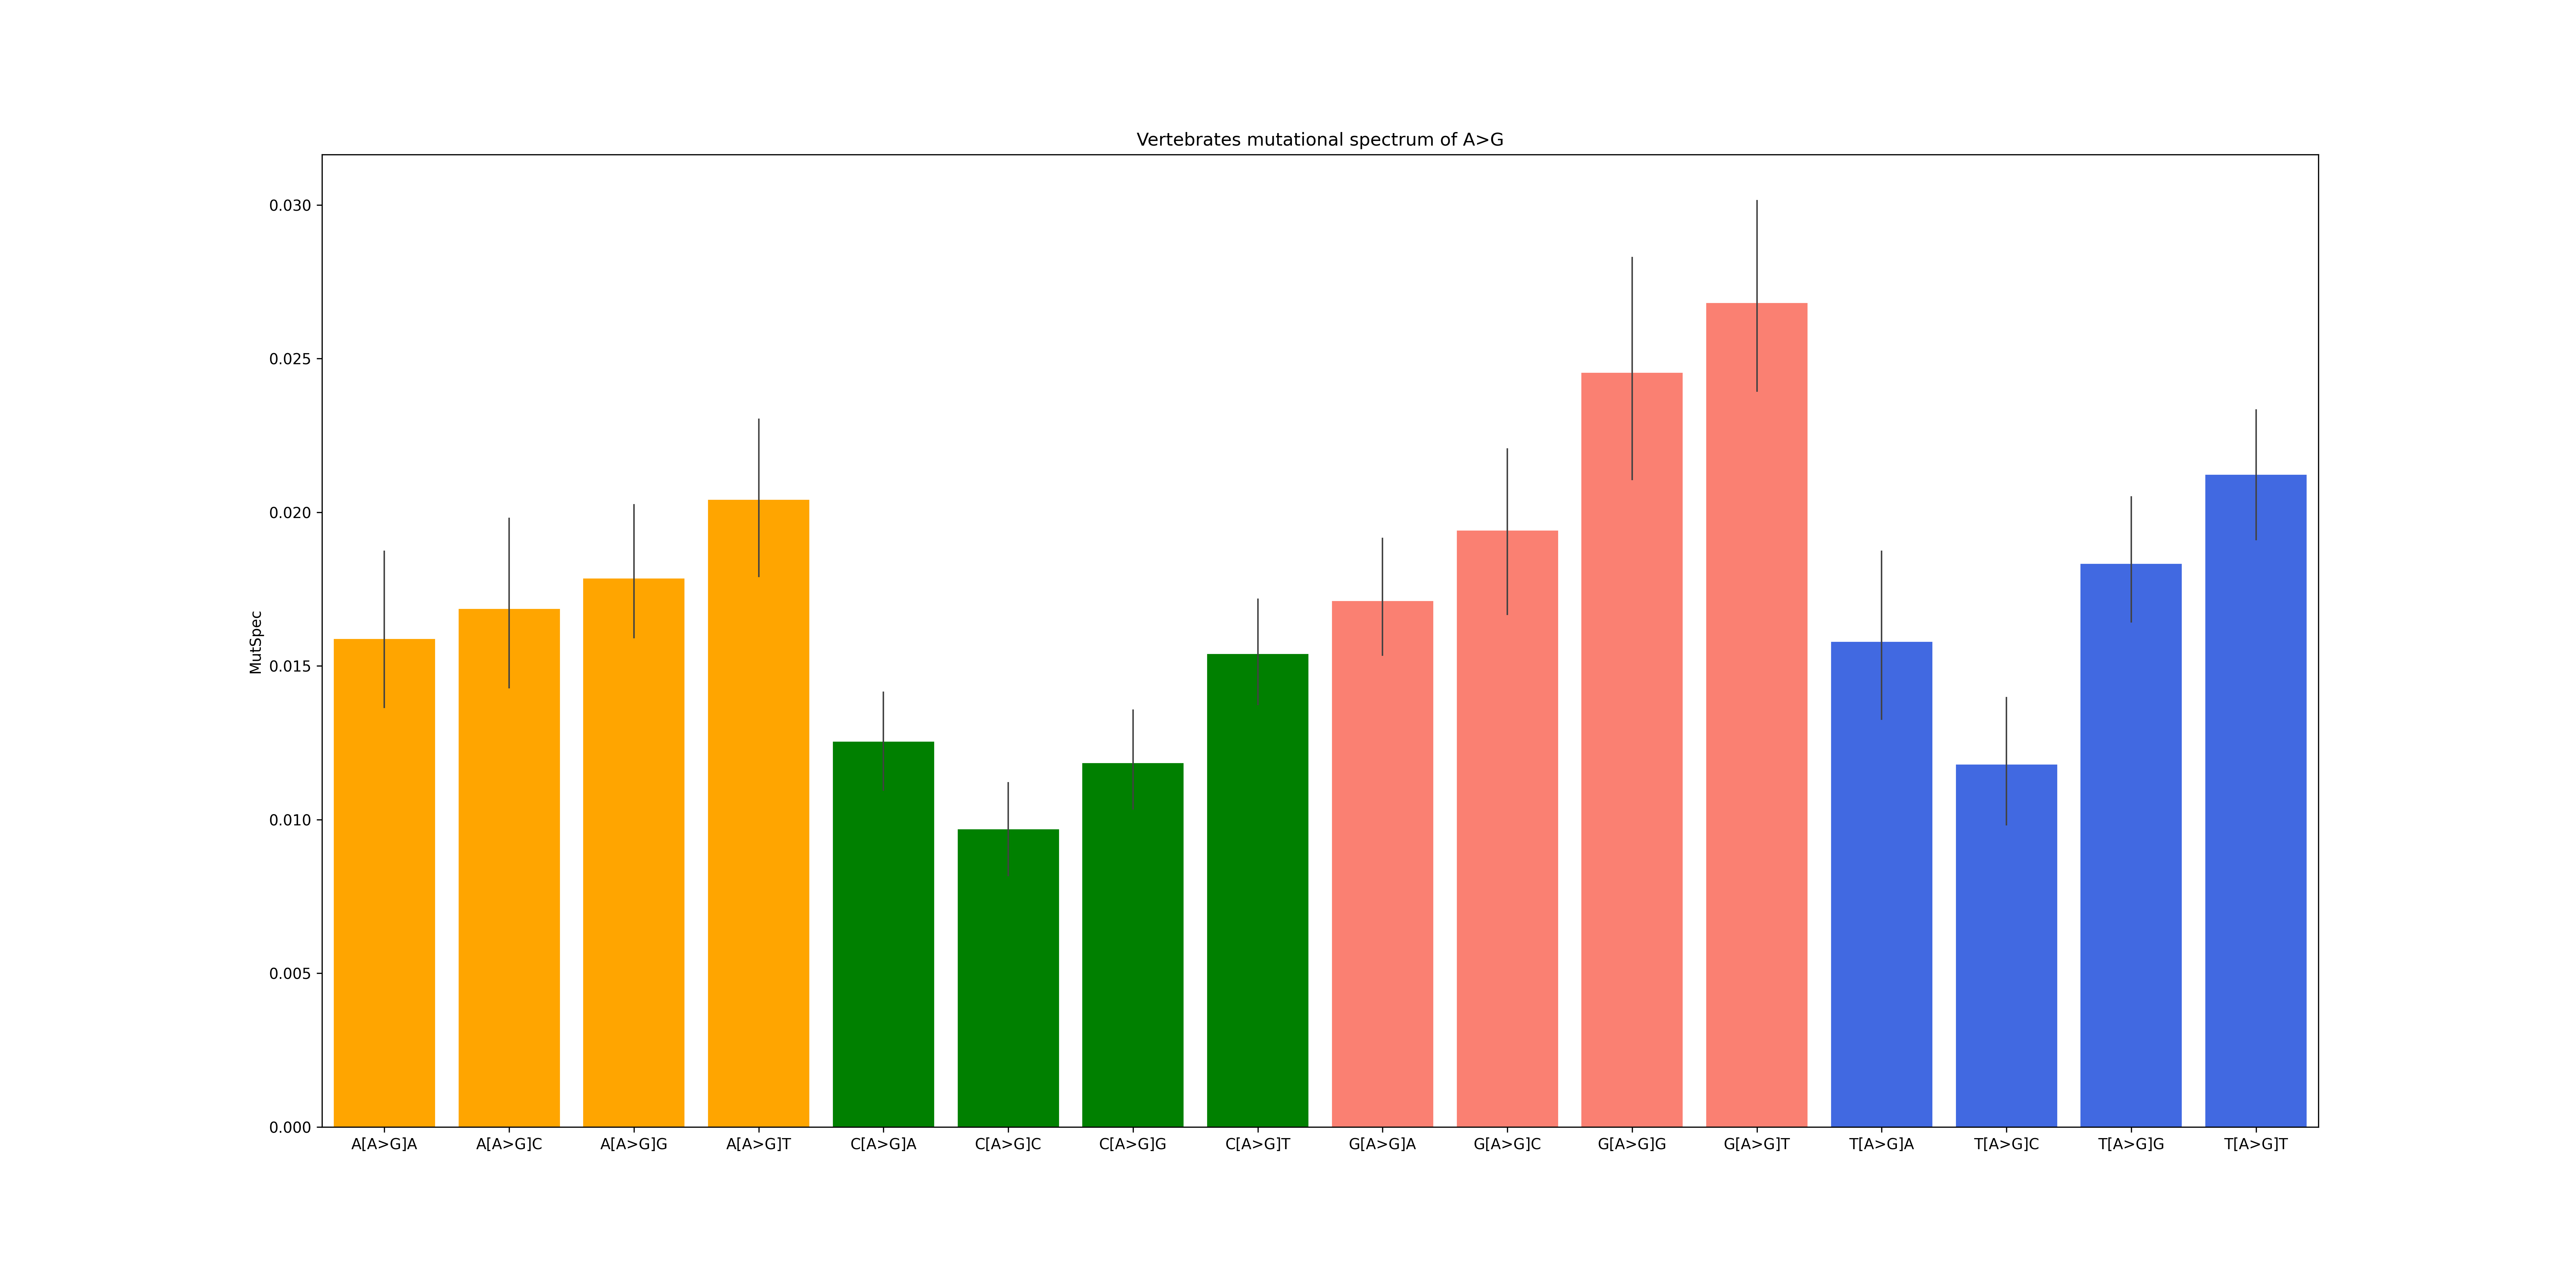 Vertebrates mutational spectrum of A>G
0.030
0.025
0.020
0.015
0.010
0.005
0.000
MutSpec
A[A>G]A A[A>G]C A[A>G]G A[A>G]T C[A>G]A C[A>G]C C[A>G]G C[A>G]T G[A>G]A G[A>G]C G[A>G]G G[A>G]T T[A>G]A T[A>G]C T[A>G]G T[A>G]T